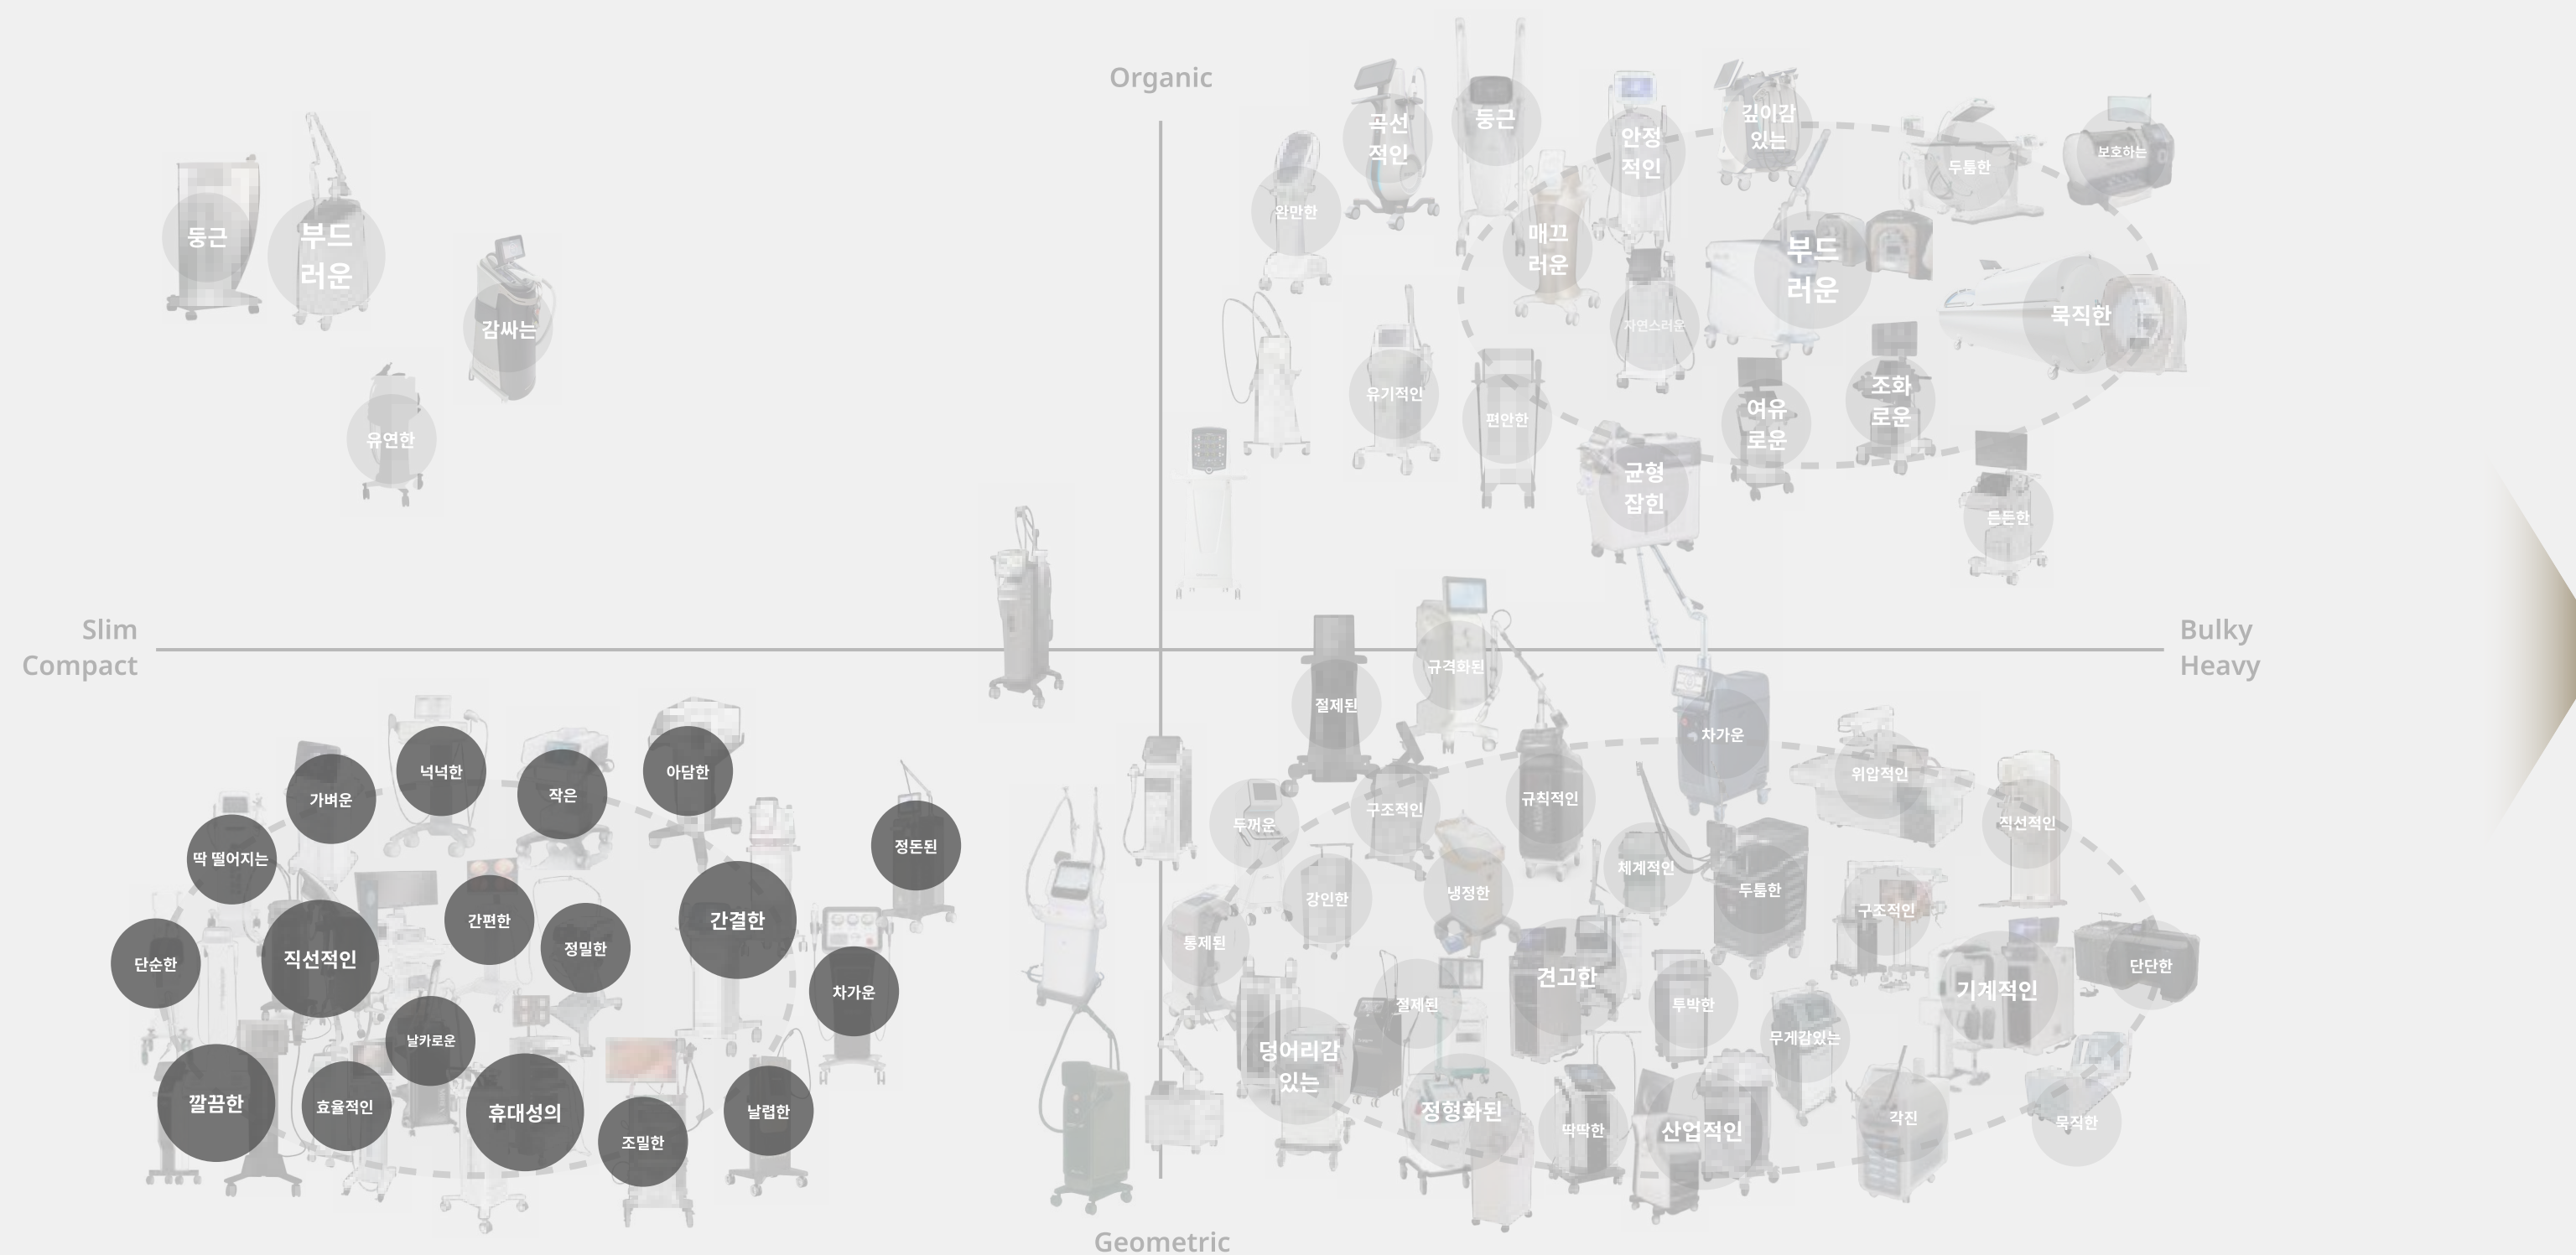 Organic
둥근
부드
러운
감싸는
유연한
곡선
적인
둥근
안정
적인
깊이감
있는
두툼한
보호하는
완만한
매끄
러운
부드
러운
자연스러운
묵직한
유기적인
편안한
여유
로운
조화
로운
균형
잡힌
든든한
Slim
Compact
Bulky
Heavy
가벼운
넉넉한
작은
아담한
딱 떨어지는
정돈된
간편한
간결한
정밀한
직선적인
단순한
차가운
날카로운
깔끔한
효율적인
휴대성의
조밀한
날렵한
규격화된
절제된
차가운
위압적인
두꺼운
구조적인
규칙적인
직선적인
체계적인
강인한
냉정한
두툼한
구조적인
통제된
견고한
단단한
기계적인
절제된
투박한
무게감있는
덩어리감
있는
정형화된
딱딱한
산업적인
각진
묵직한
Geometric